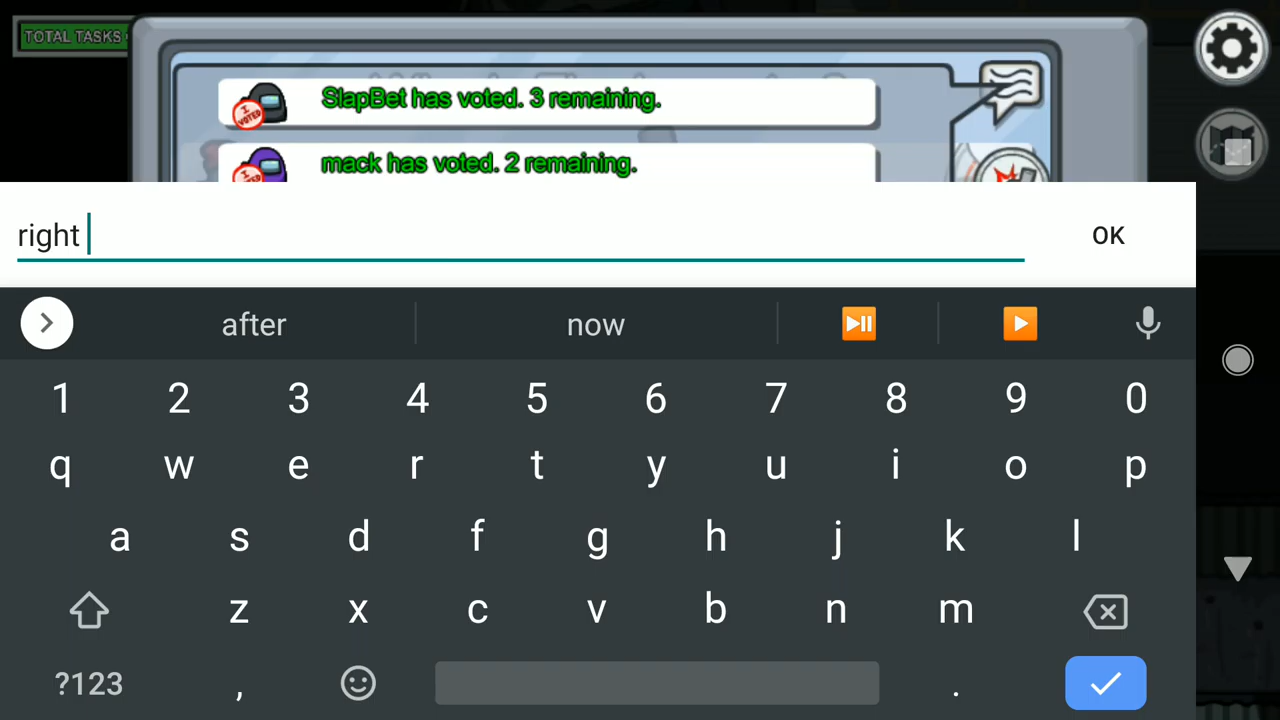 TOTAL TASKS
SlapBet has voted. 3 remaining.
I VOTED
mack has voted. 2 remaining.
right
OK
after now
1 2 3 4 5 6 7 8 9 0
q w e r t y u i o p
a s d f g h j k l
z x c v b n m
?123 , .